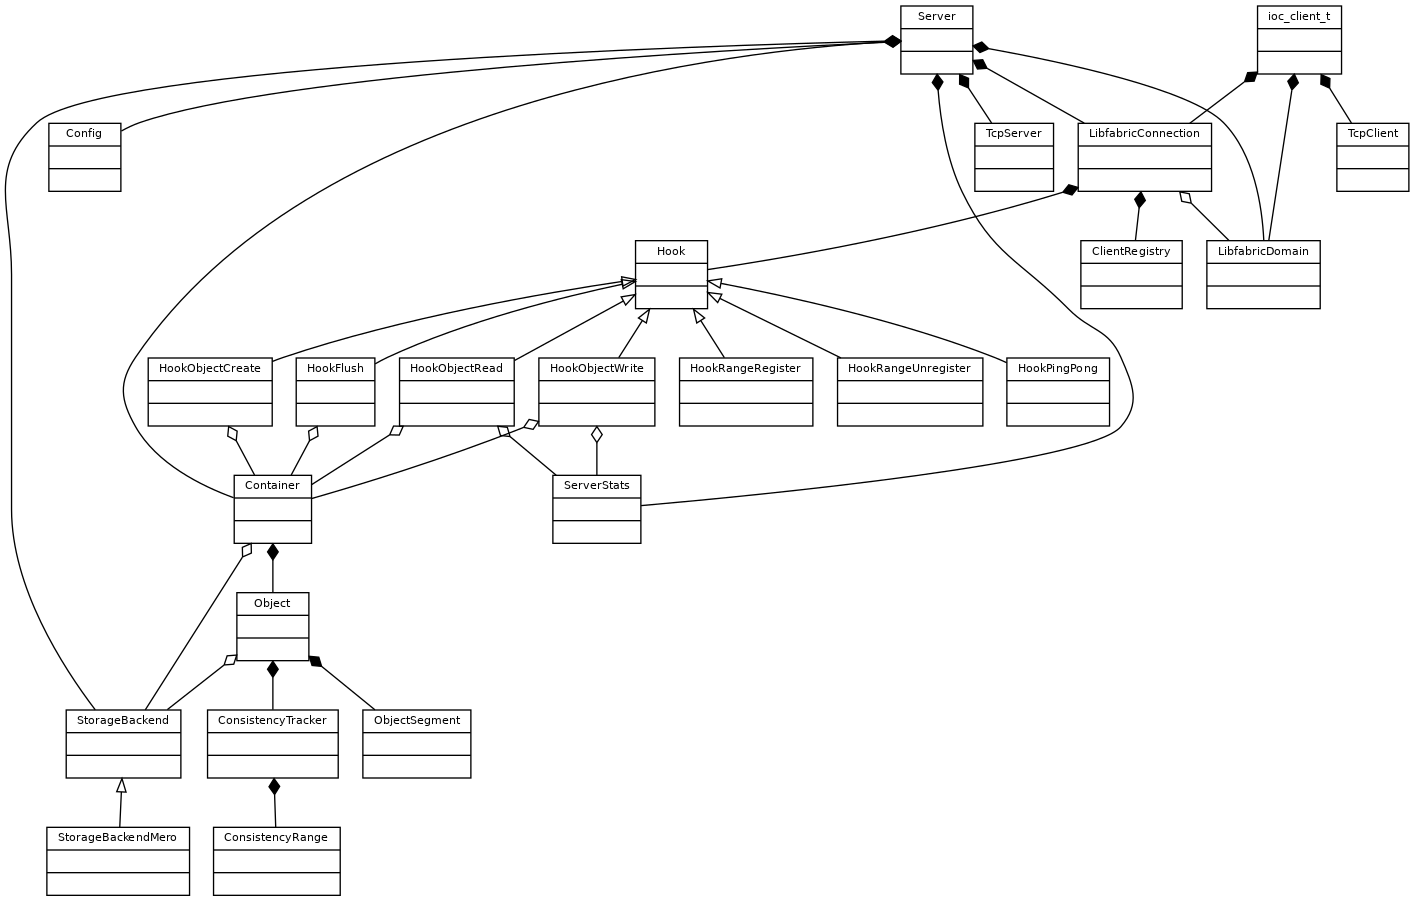 Server
ioc_client_t
Config
TcpServer
LibfabricConnection
TcpClient
Hook
ClientRegistry
LibfabricDomain
HookObjectCreate
HookFlush
HookObjectRead
HookObjectWrite
HookRangeRegister
HookRangeUnregister
HookPingPong
Container
ServerStats
Object
StorageBackend
ConsistencyTracker
ObjectSegment
StorageBackendMero
ConsistencyRange